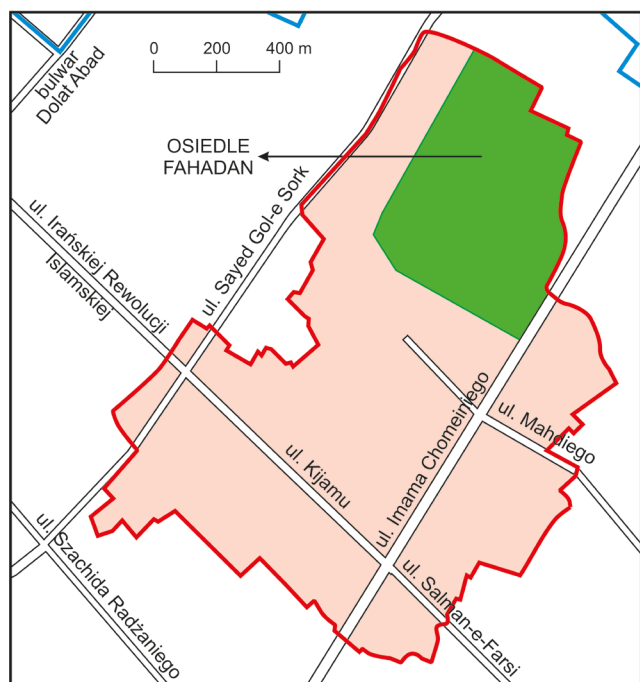 bulwar
Dolat Abad
0 200 400 m
OSIEDLE
FAHADAN
ul. Sayed Gol-e Sork
ul. Irańskiej Rewolucji
Islamskiej
ul. Imama Chomeiniego
ul. Mahdiego
ul. Kijamu
ul. Szachida Radżaniego
ul. Salman-e-Farsi